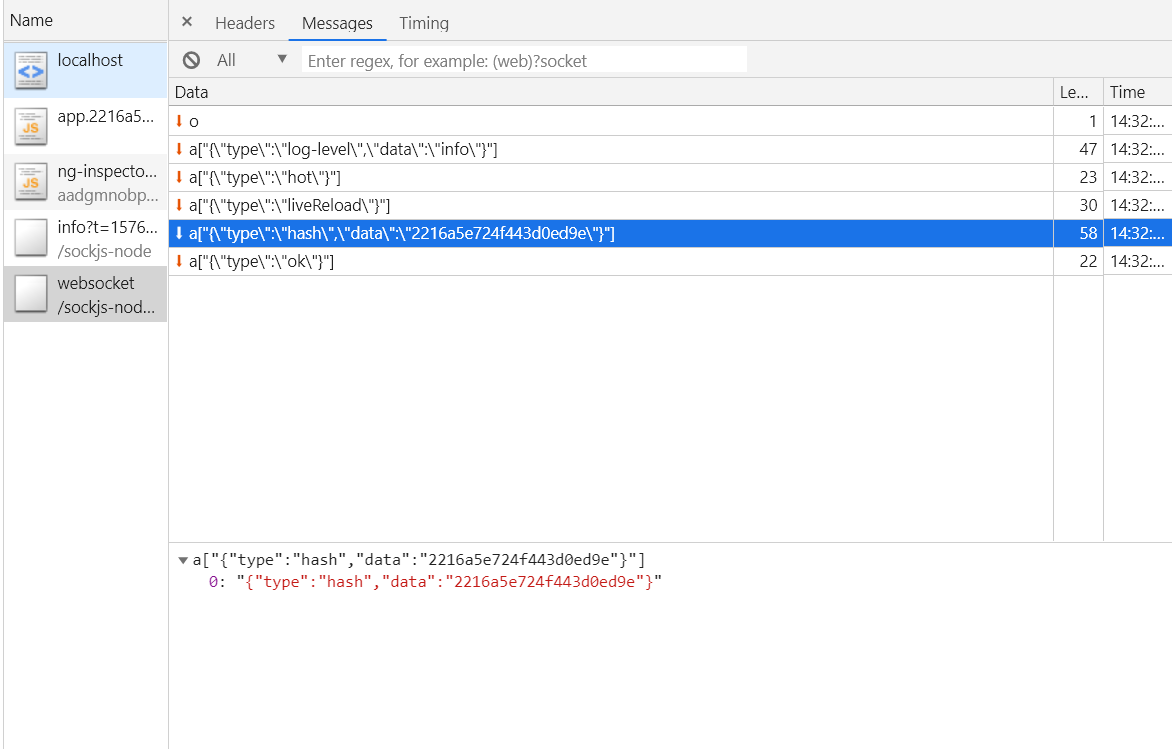 Name
× Headers Messages Timing
localhost
All ▼ Enter regex, for example: (web)?socket
Data Le... Time
app.2216a5...
o 1 14:32:...
a["{\"type\":\"log-level\",\"data\":\"info\"}"] 47 14:32:...
ng-inspecto...
aadgmnobp...
a["{\"type\":\"hot\"}"] 23 14:32:...
a["{\"type\":\"liveReload\"}"] 30 14:32:...
info?t=1576...
/sockjs-node
a["{\"type\":\"hash\",\"data\":\"2216a5e724f443d0ed9e\"}"] 58 14:32:...
a["{\"type\":\"ok\"}"] 22 14:32:...
websocket
/sockjs-nod...
a["{"type":"hash","data":"2216a5e724f443d0ed9e"}"]
0: "{"type":"hash","data":"2216a5e724f443d0ed9e"}"